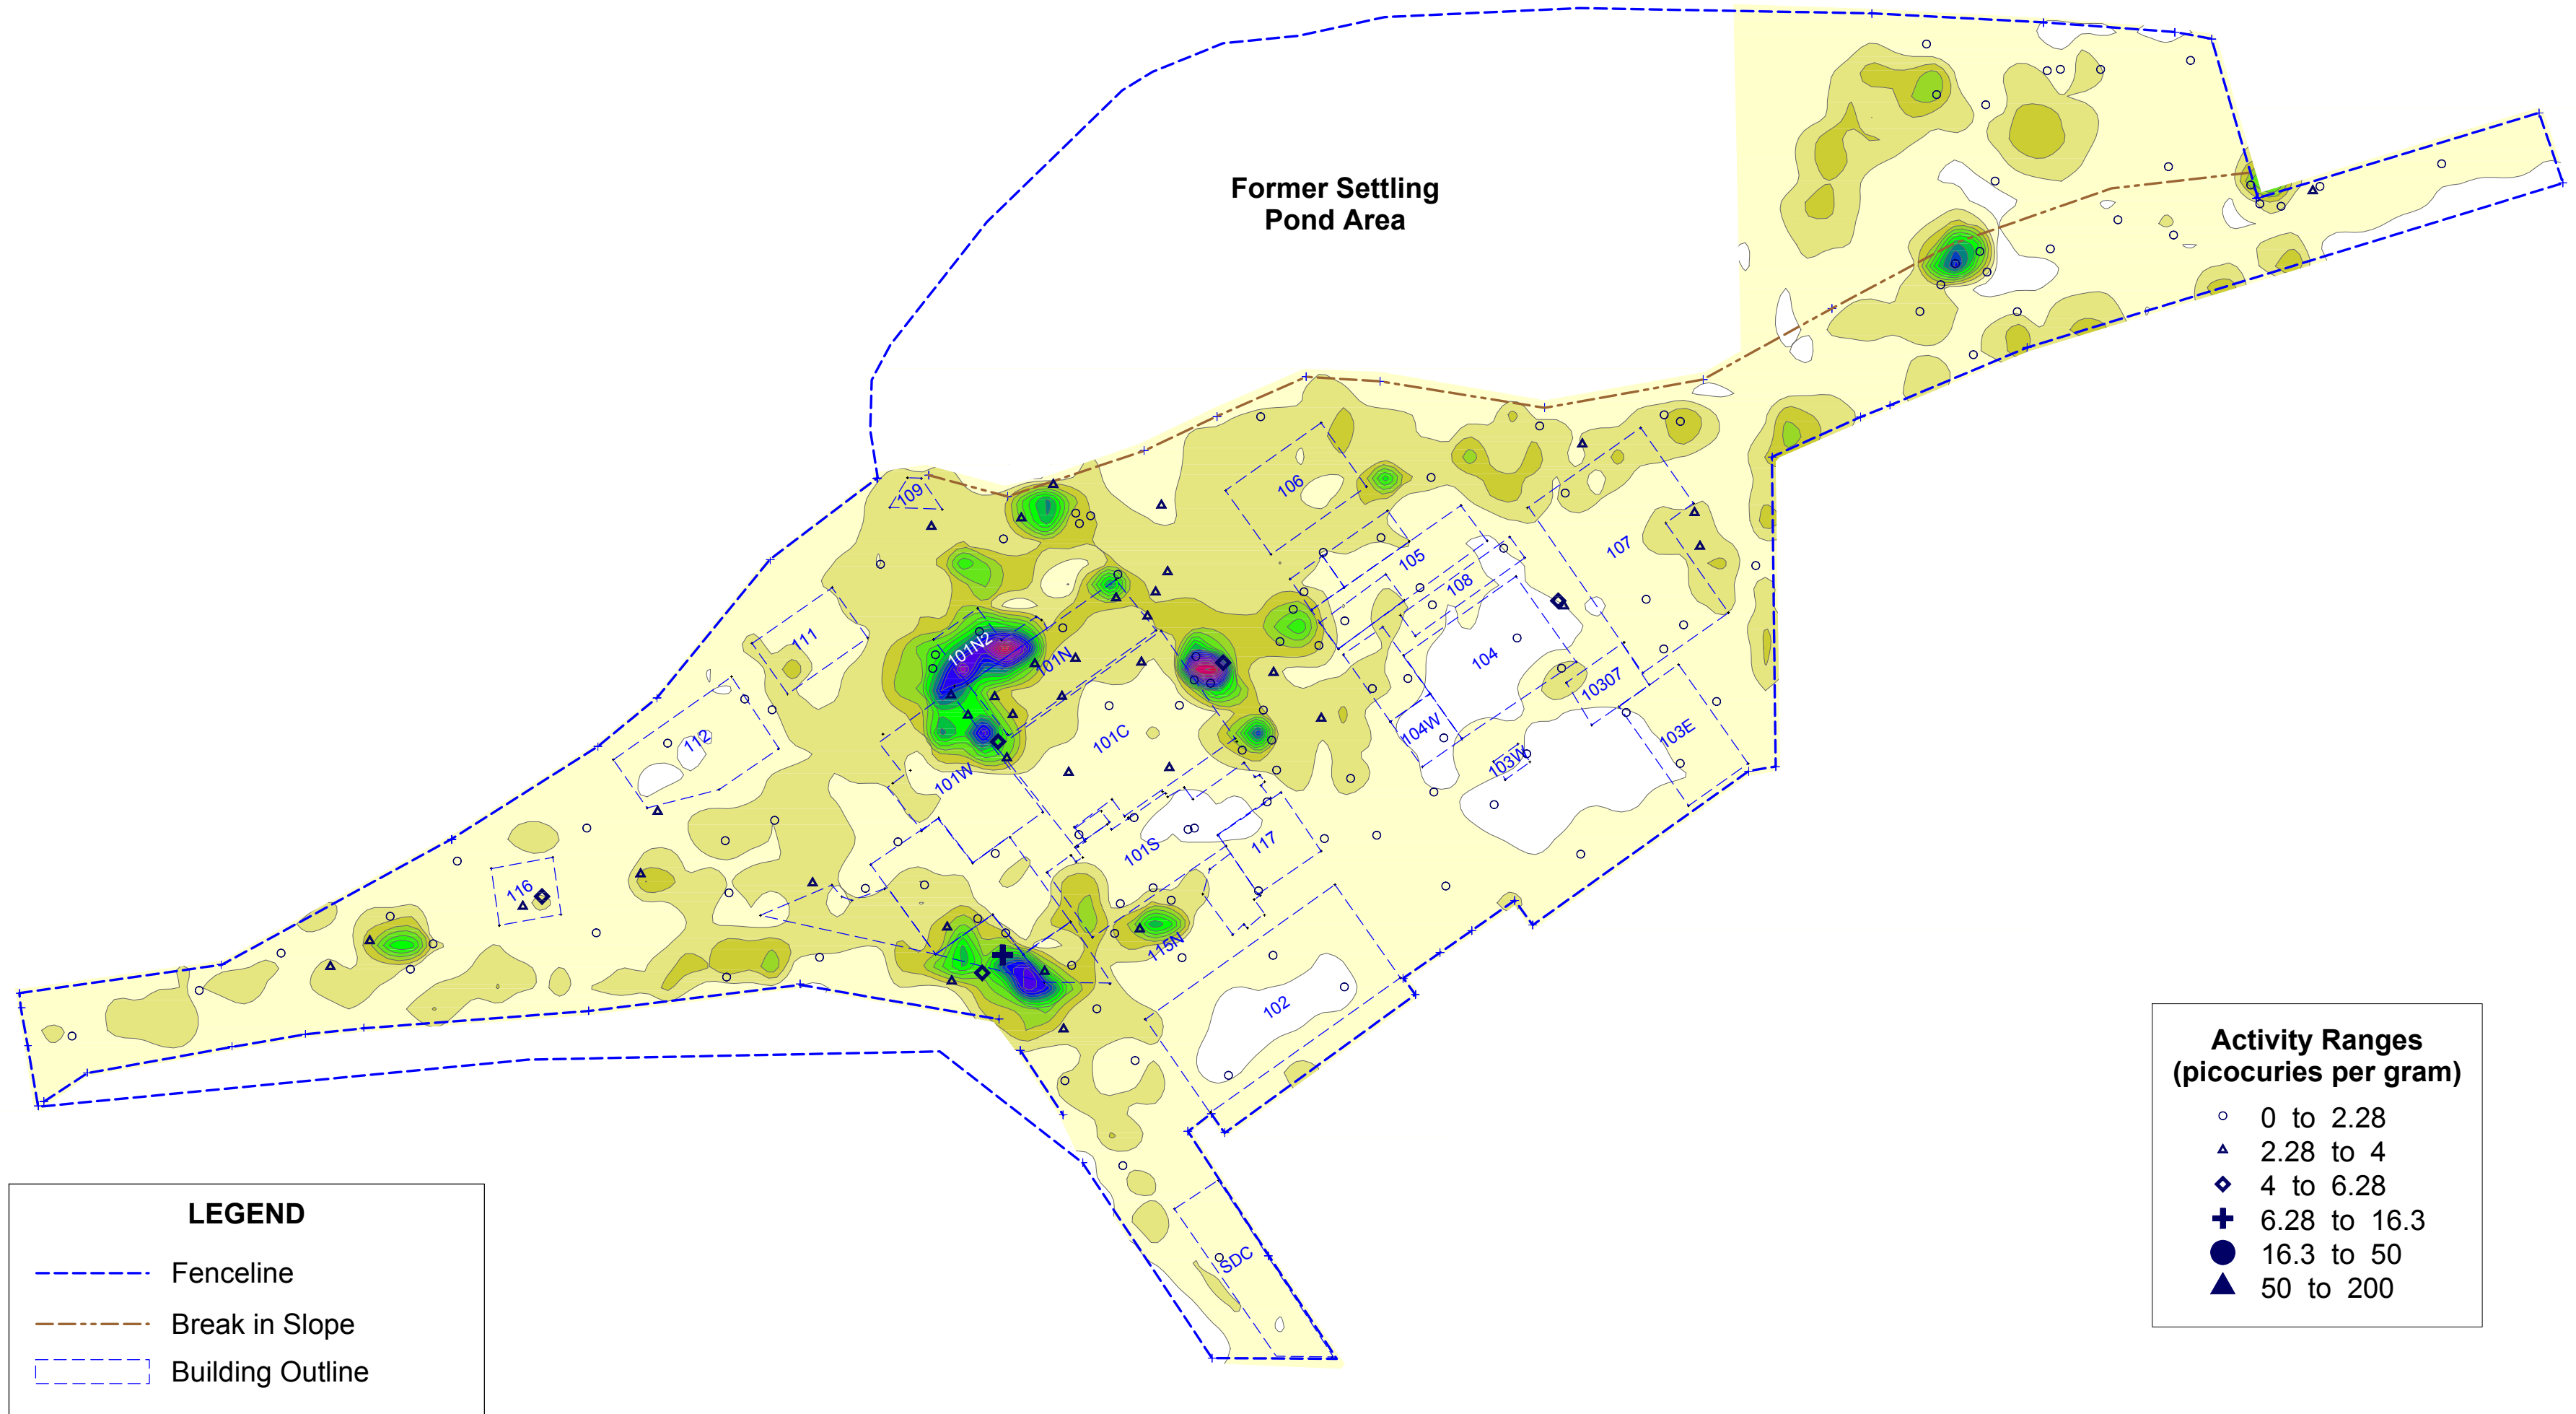 Former Settling
Pond Area
109
106
107
105
108
111
101N2
101N
104
10307
112
101C
104W
103E
103W
101W
101S
117
116
115N
102
SDC
Activity Ranges
(picocuries per gram)
0 to 2.28
2.28 to 4
4 to 6.28
6.28 to 16.3
16.3 to 50
50 to 200
LEGEND
Fenceline
Break in Slope
Building Outline